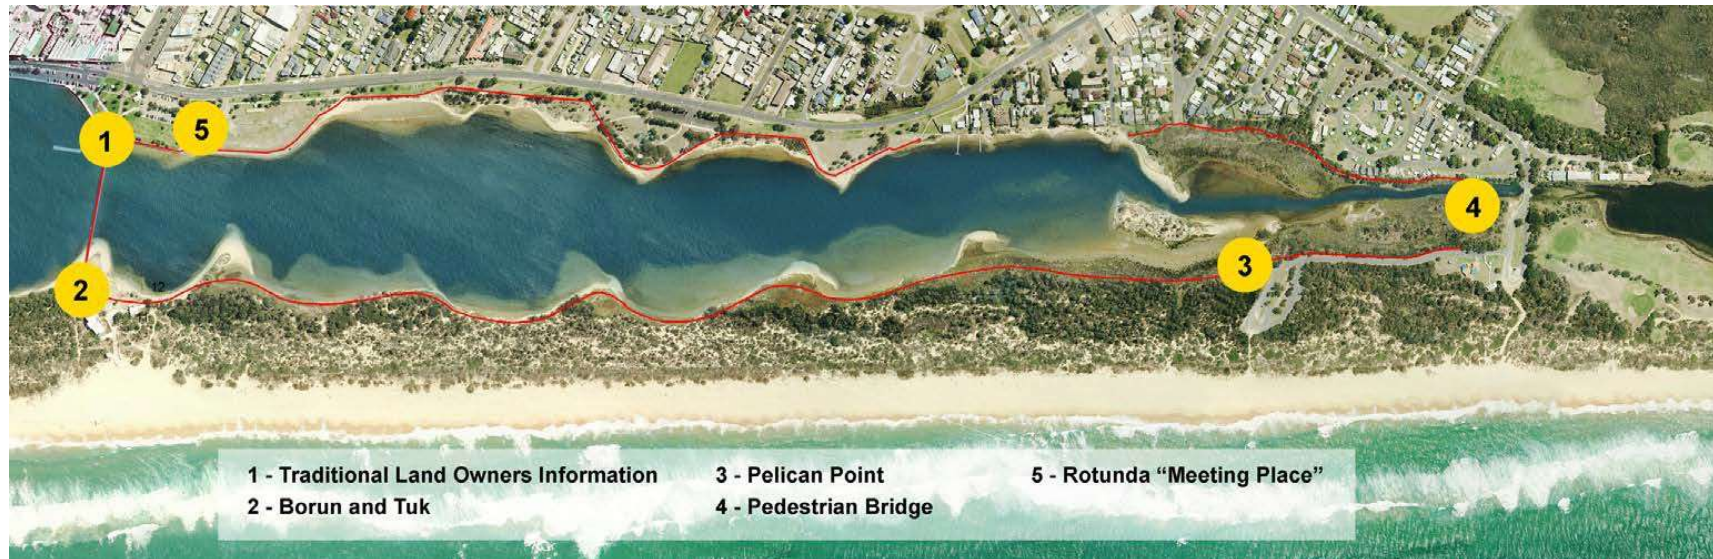 1
5
2
12
3
4
1 - Traditional Land Owners Information
2 - Borun and Tuk
3 - Pelican Point
4 - Pedestrian Bridge
5 - Rotunda “Meeting Place”